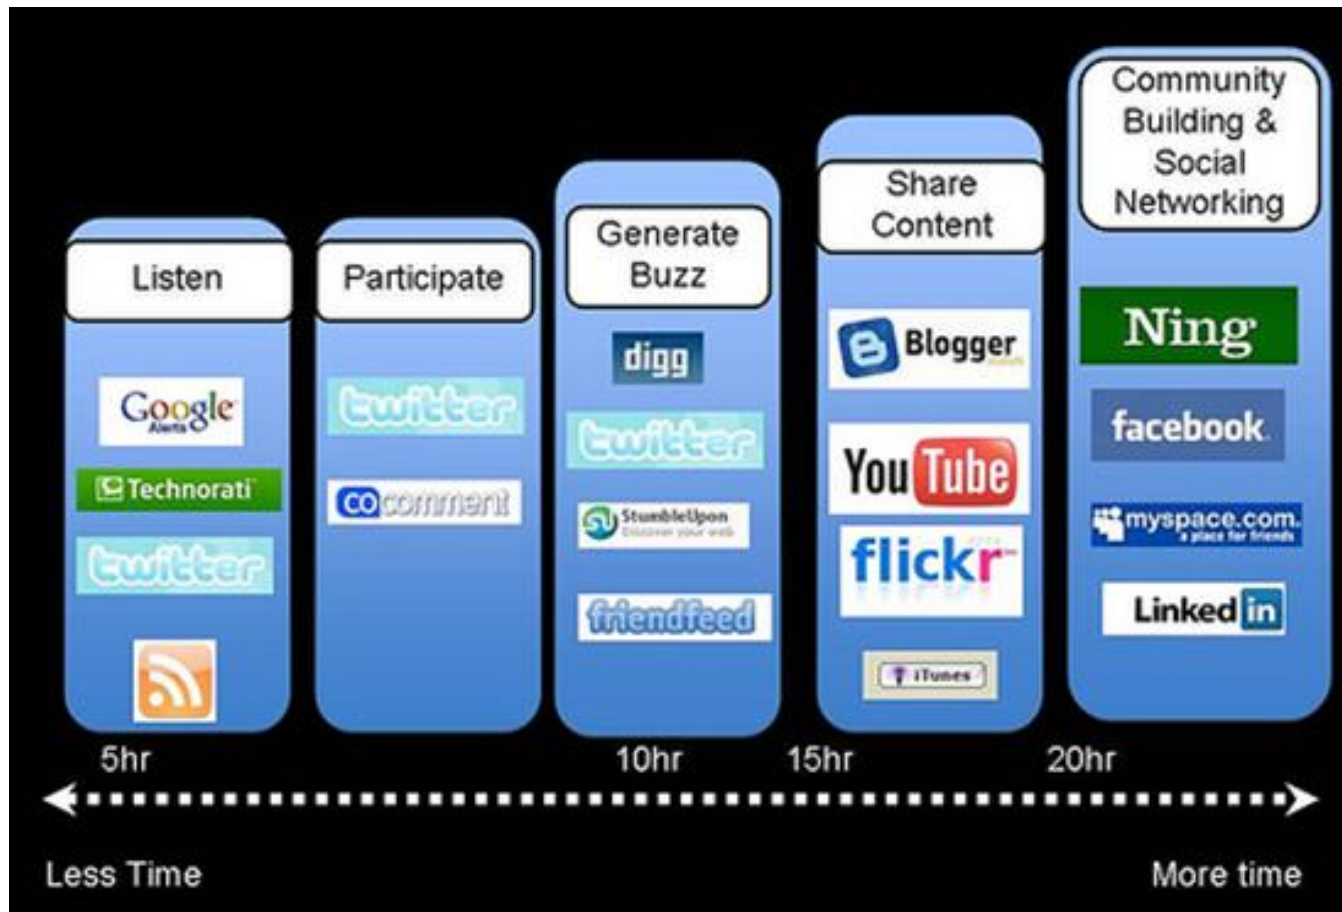 Listen
Google
Alerts
Technorati
twitter
Participate
twitter
cocomment
Generate
Buzz
digg
twitter
StumbleUpon
Discover your web
friendfeed
Share
Content
Blogger
YouTube
flickr
iTunes
Community
Building &
Social
Networking
Ning
facebook
myspace.com
a place for friends
Linked in
5hr 10hr 15hr 20hr
Less Time More time